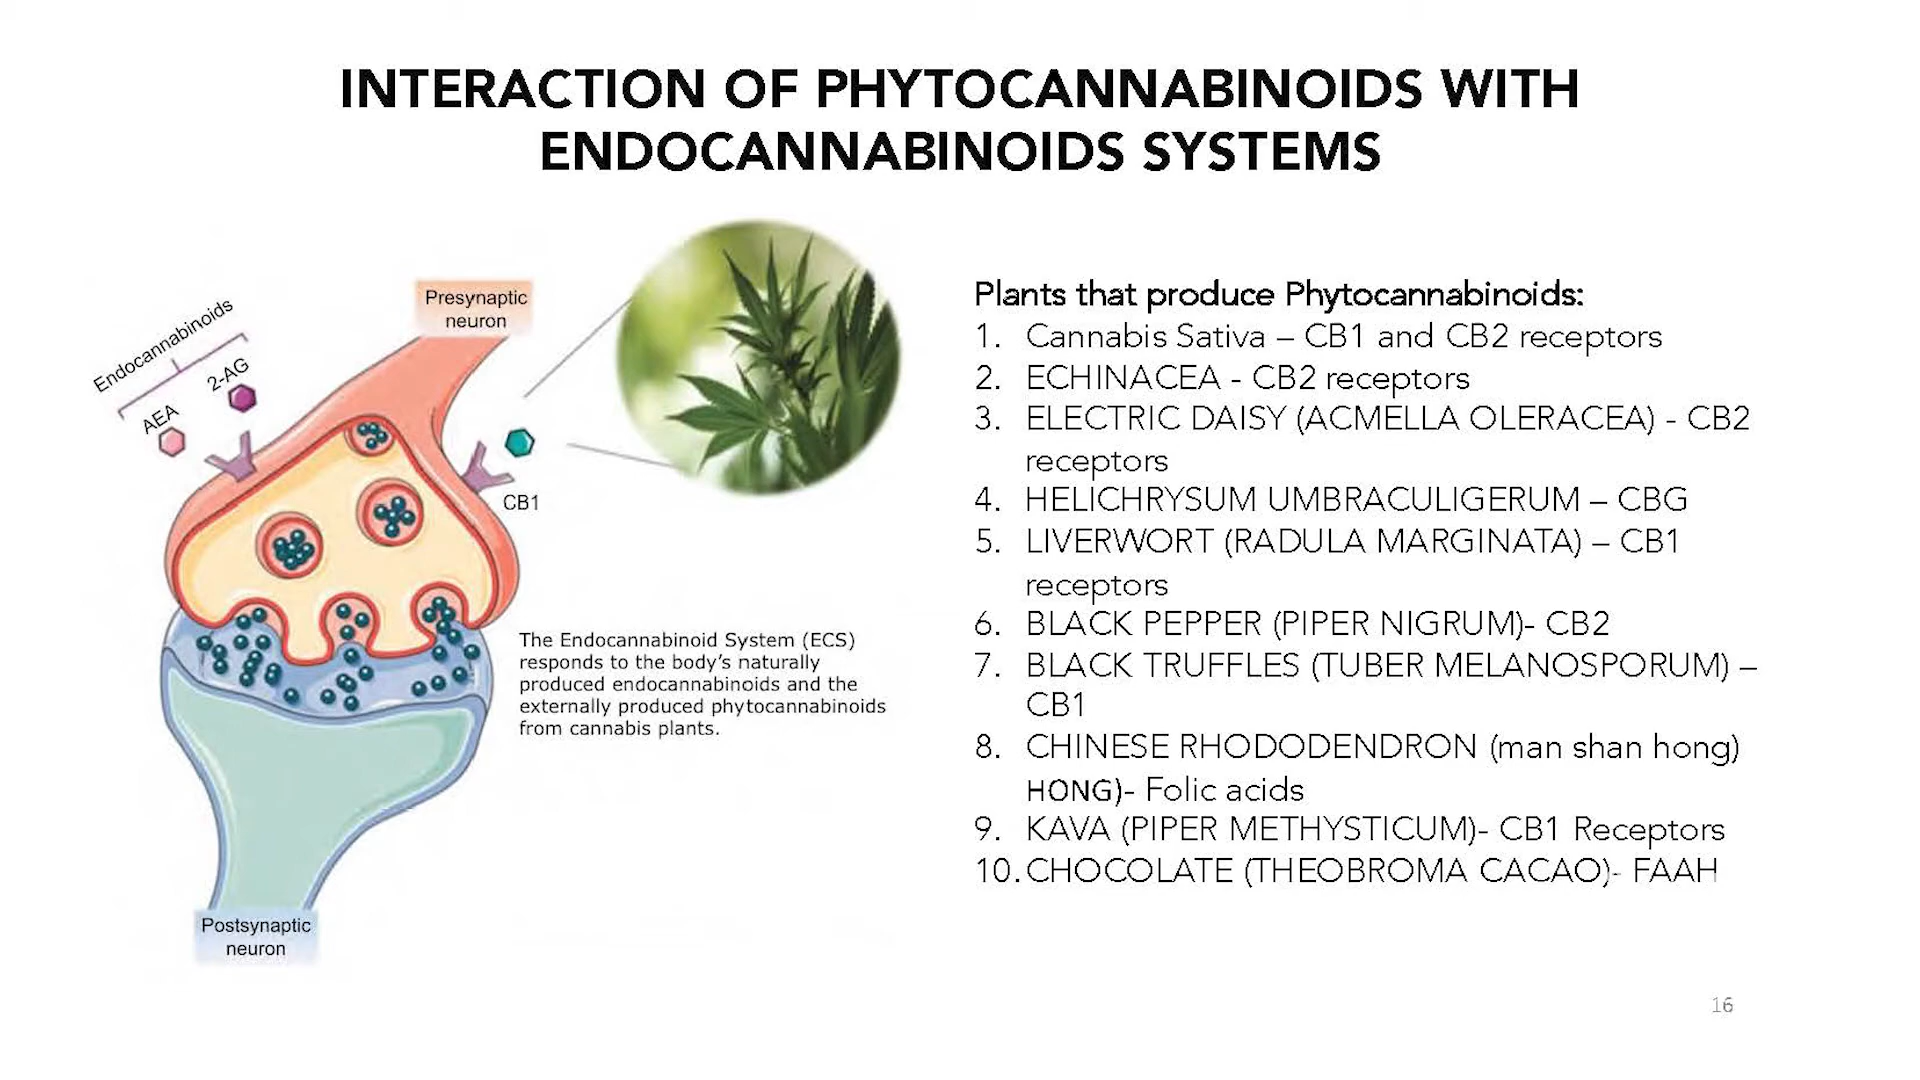 INTERACTION OF PHYTOCANNABINOIDS WITH
ENDOCANNABINOIDS SYSTEMS
Endocannabinoids
AEA
2-AG
Presynaptic
neuron
CB1
The Endocannabinoid System (ECS)
responds to the body's naturally
produced endocannabinoids and the
externally produced phytocannabinoids
from cannabis plants.
Postsynaptic
neuron
Plants that produce Phytocannabinoids:
1. Cannabis Sativa – CB1 and CB2 receptors
2. ECHINACEA - CB2 receptors
3. ELECTRIC DAISY (ACMELLA OLERACEA) - CB2
receptors
4. HELICHRYSUM UMBRACULIGERUM – CBG
5. LIVERWORT (RADULA MARGINATA) – CB1
receptors
6. BLACK PEPPER (PIPER NIGRUM)- CB2
7. BLACK TRUFFLES (TUBER MELANOSPORUM) –
CB1
8. CHINESE RHODODENDRON (man shan hong)
HONG)- Folic acids
9. KAVA (PIPER METHYSTICUM)- CB1 Receptors
10. CHOCOLATE (THEOBROMA CACAO)- FAAH
16